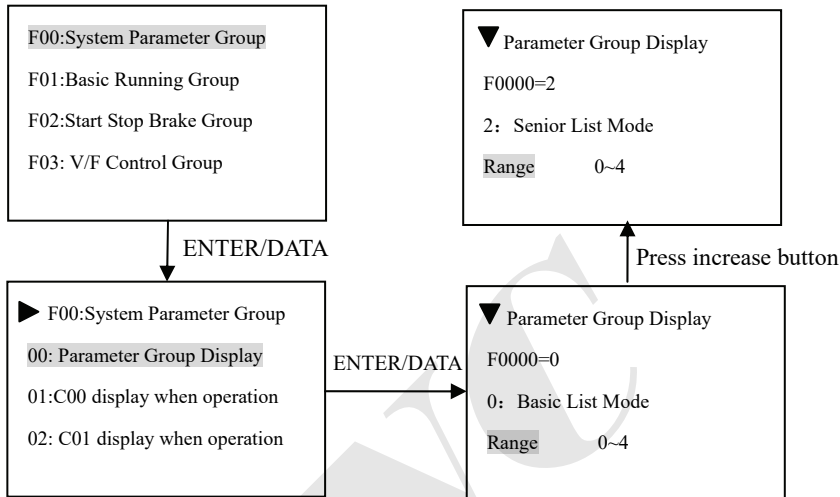 F00:System Parameter Group
F01:Basic Running Group
F02:Start Stop Brake Group
F03: V/F Control Group
ENTER/DATA
▶ F00:System Parameter Group
00: Parameter Group Display
01:C00 display when operation
02: C01 display when operation
ENTER/DATA
▼ Parameter Group Display
F0000=0
0：Basic List Mode
Range 0~4
Press increase button
▼ Parameter Group Display
F0000=2
2：Senior List Mode
Range 0~4